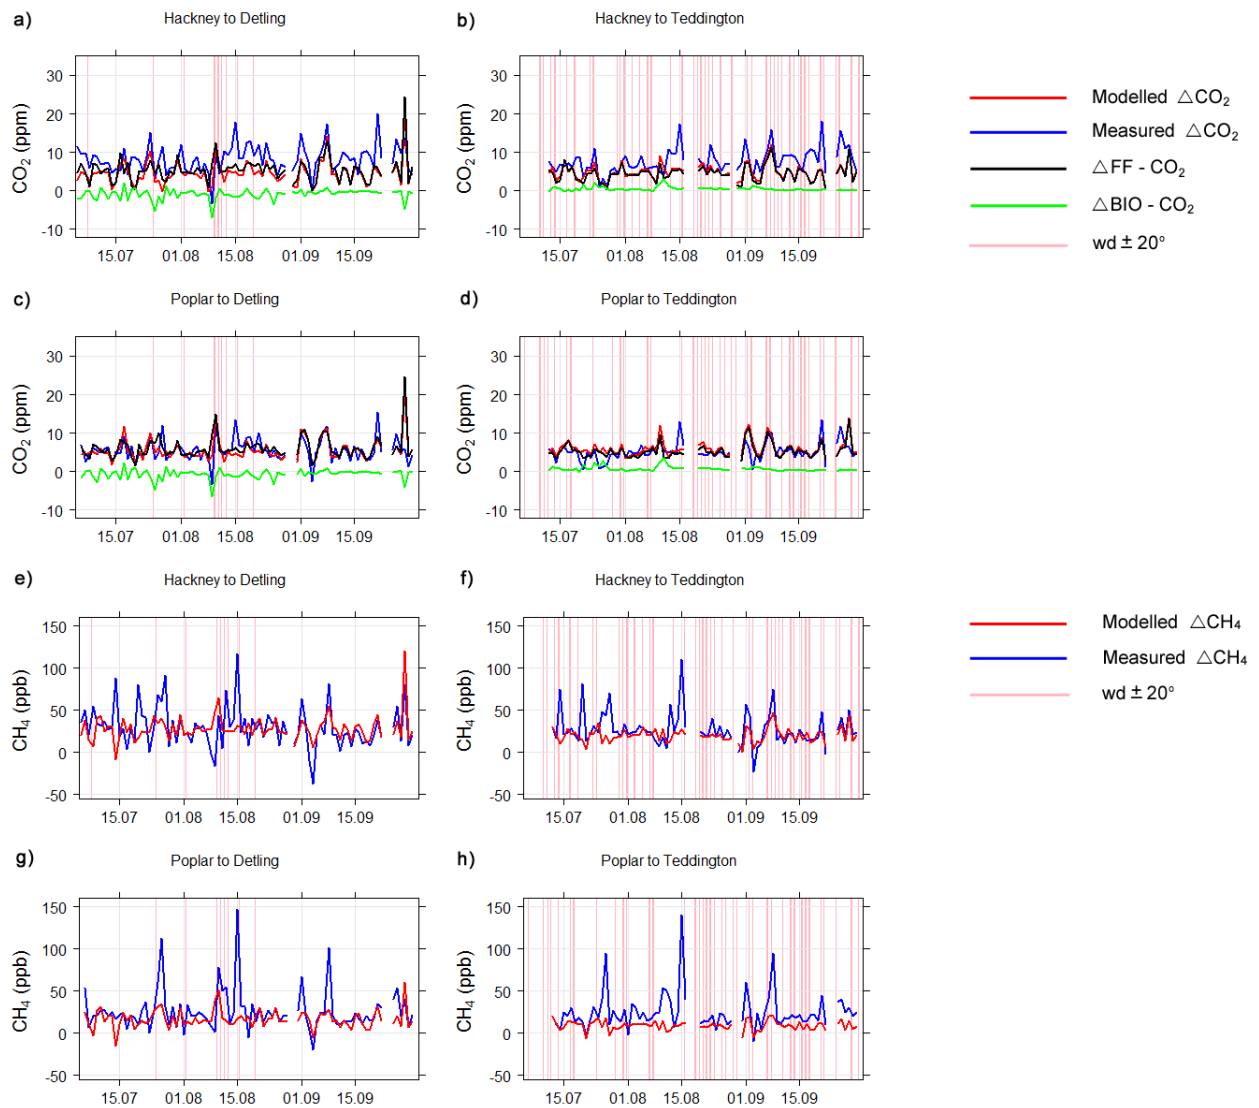 a)
Hackney to Detling
CO₂ (ppm)
30
20
10
0
-10
15.07 01.08 15.08 01.09 15.09
b)
Hackney to Teddington
CO₂ (ppm)
30
20
10
0
-10
15.07 01.08 15.08 01.09 15.09
Modelled △CO₂
Measured △CO₂
△FF - CO₂
△BIO - CO₂
wd ± 20°
c)
Poplar to Detling
CO₂ (ppm)
30
20
10
0
-10
15.07 01.08 15.08 01.09 15.09
d)
Poplar to Teddington
CO₂ (ppm)
30
20
10
0
-10
15.07 01.08 15.08 01.09 15.09
e)
Hackney to Detling
CH₄ (ppb)
150
100
50
0
-50
15.07 01.08 15.08 01.09 15.09
f)
Hackney to Teddington
CH₄ (ppb)
150
100
50
0
-50
15.07 01.08 15.08 01.09 15.09
Modelled △CH₄
Measured △CH₄
wd ± 20°
g)
Poplar to Detling
CH₄ (ppb)
150
100
50
0
-50
15.07 01.08 15.08 01.09 15.09
h)
Poplar to Teddington
CH₄ (ppb)
150
100
50
0
-50
15.07 01.08 15.08 01.09 15.09